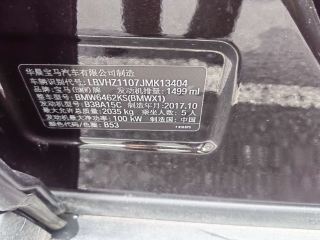 华晨宝马汽车有限公司制造
车辆识别代号: LBVHZ1107JMK13404
品牌: 宝马(BMW)牌 发动机排量: 1499 ml
整车型号: BMW6462KS(BMWX1)
发动机型号: B38A15C 制造年月: 2017.10
最大允许总质量: 2035 kg 乘坐人数: 5人
发动机最大净功率: 100 kW 制造国: 中国
颜色代码: B53